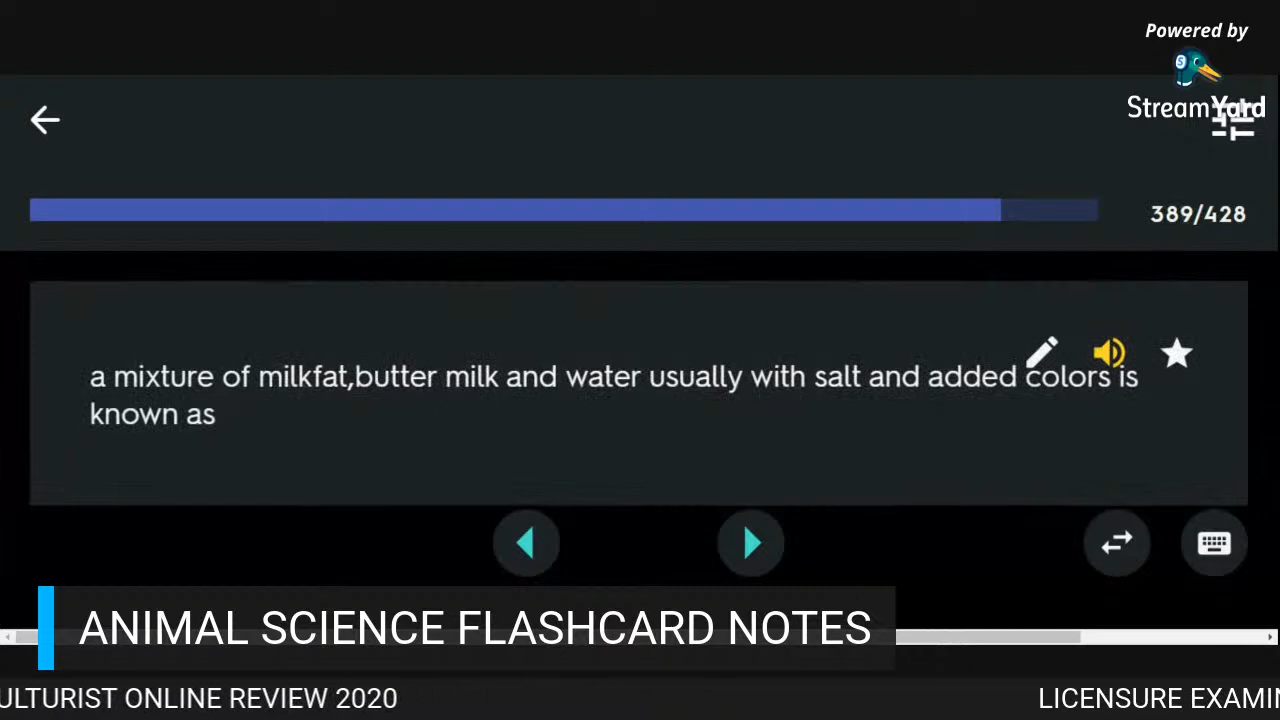 Powered by
StreamYard
389/428
a mixture of milkfat,butter milk and water usually with salt and added colors is
known as
ANIMAL SCIENCE FLASHCARD NOTES
ULTURIST ONLINE REVIEW 2020 LICENSURE EXAMIN